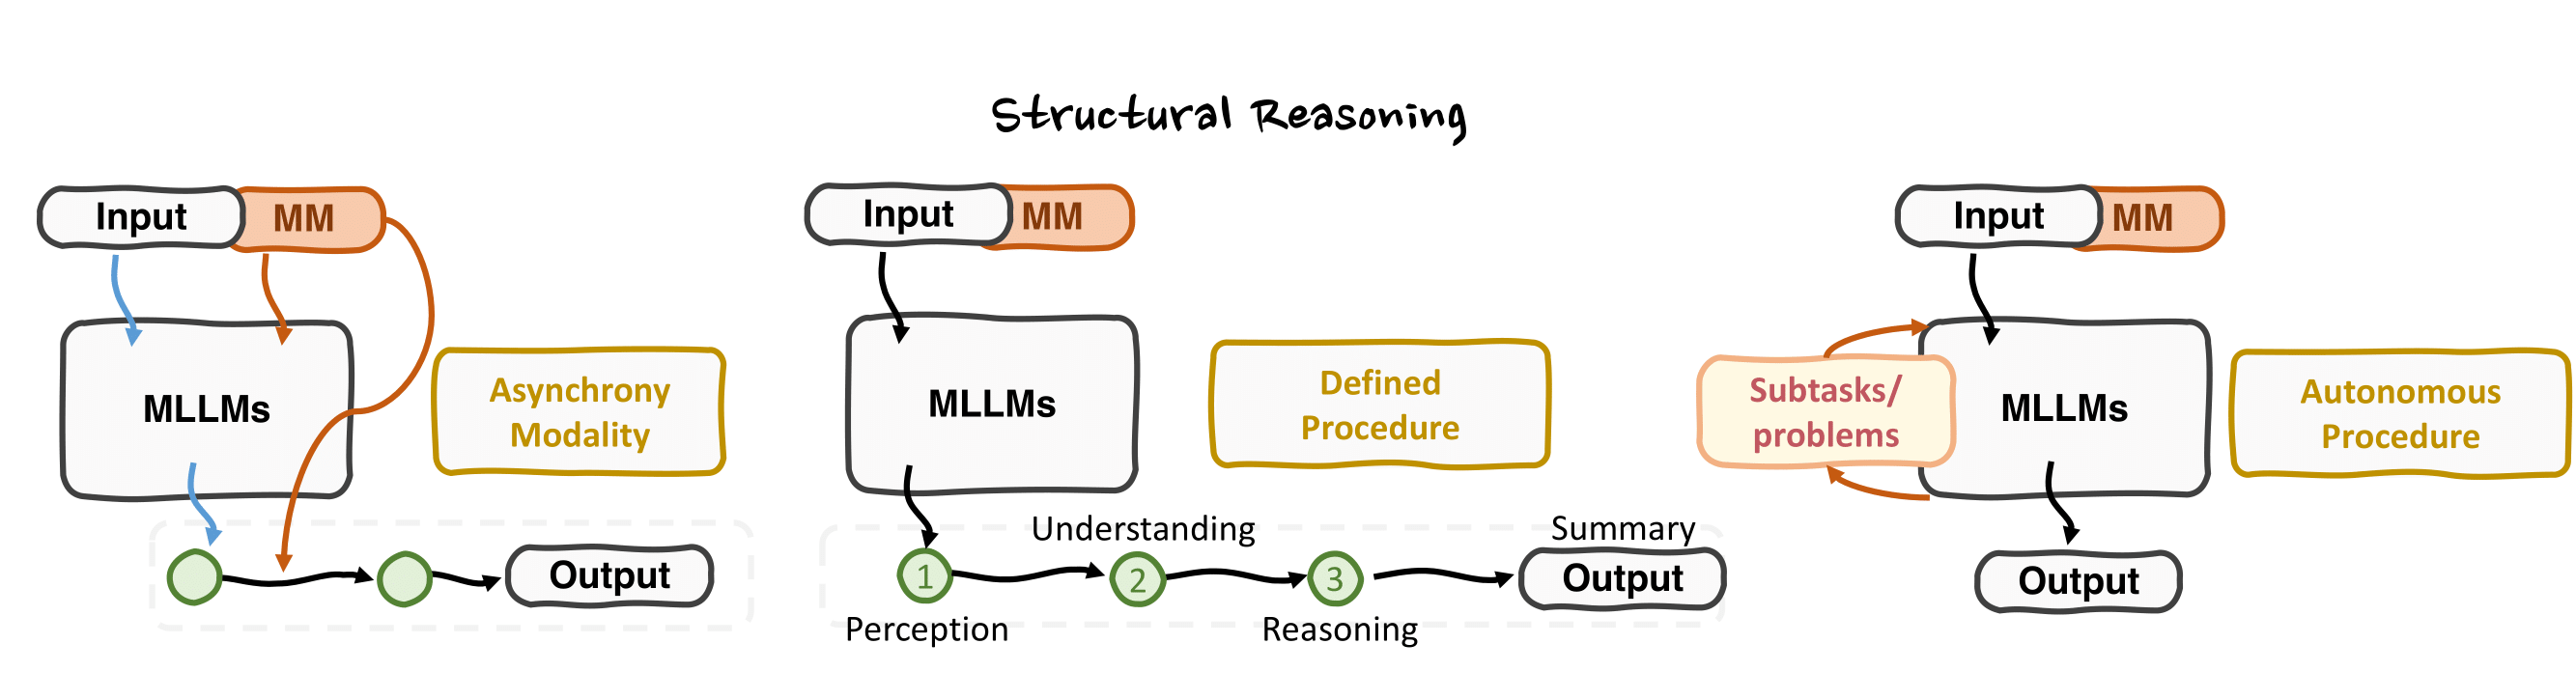 Structural Reasoning
Input
MM
MLLMs
Asynchrony
Modality
Output
Input
MM
MLLMs
Defined
Procedure
1
Perception
Understanding
2
3
Reasoning
Summary
Output
Input
MM
Subtasks/
problems
MLLMs
Autonomous
Procedure
Output